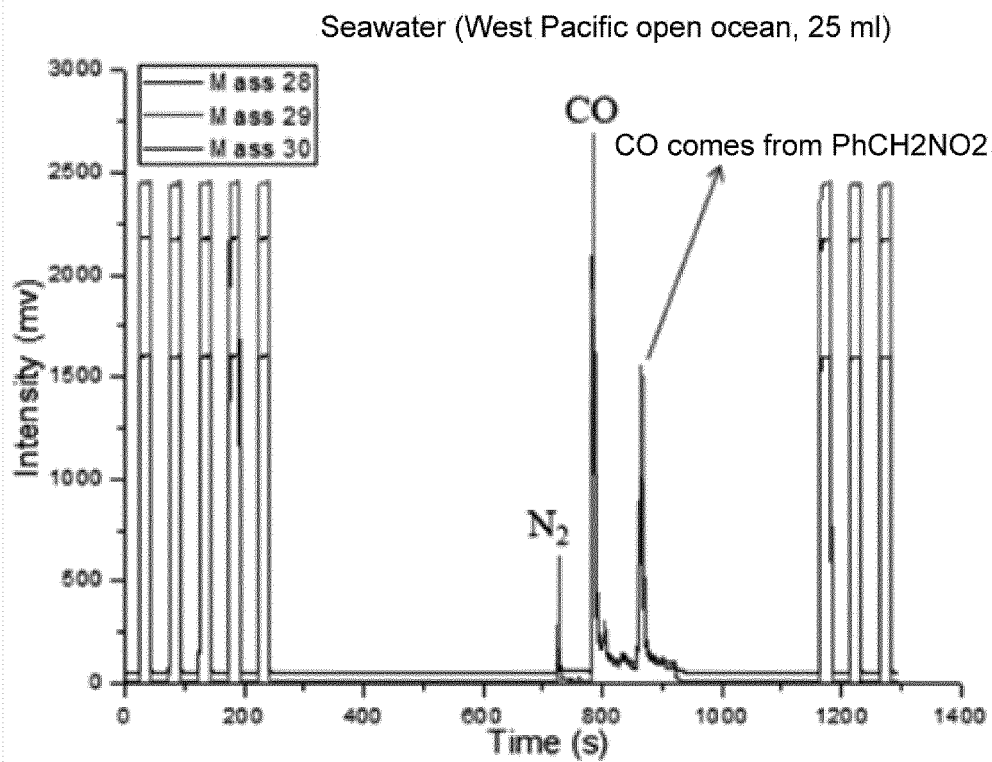 Seawater (West Pacific open ocean, 25 ml)
3000
2500
2000
1500
1000
500
0
Intensity (mv)
Mass 28
Mass 29
Mass 30
CO
CO comes from PhCH2NO2
N₂
0 200 400 600 800 1000 1200 1400
Time (s)